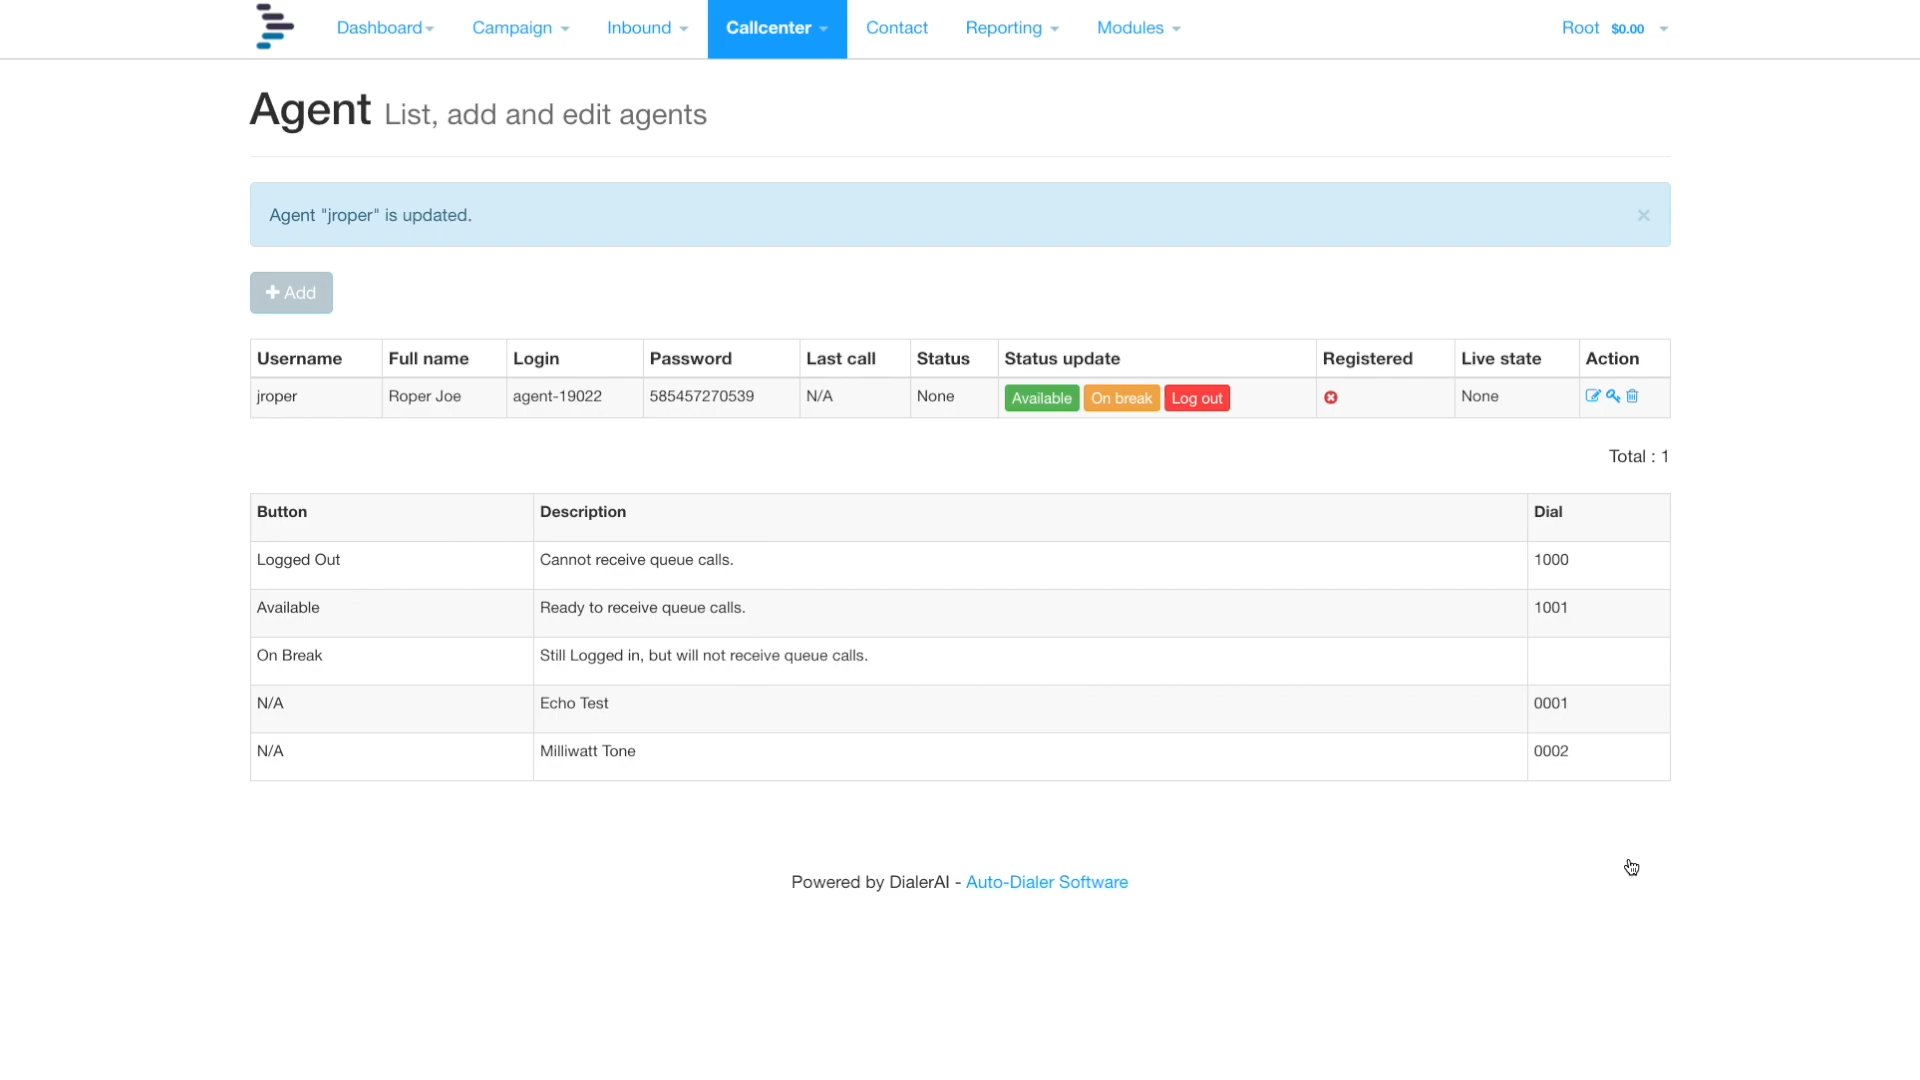 Dashboard Campaign Inbound Callcenter Contact Reporting Modules Root $0.00
Agent List, add and edit agents
Agent "jroper" is updated. ×
Add
Username Full name Login Password Last call Status Status update Registered Live state Action
jroper Roper Joe agent-19022 585457270539 N/A None Available On break Log out None
Total : 1
Button Description Dial
Logged Out Cannot receive queue calls. 1000
Available Ready to receive queue calls. 1001
On Break Still Logged in, but will not receive queue calls.
N/A Echo Test 0001
N/A Milliwatt Tone 0002
Powered by DialerAI - Auto-Dialer Software